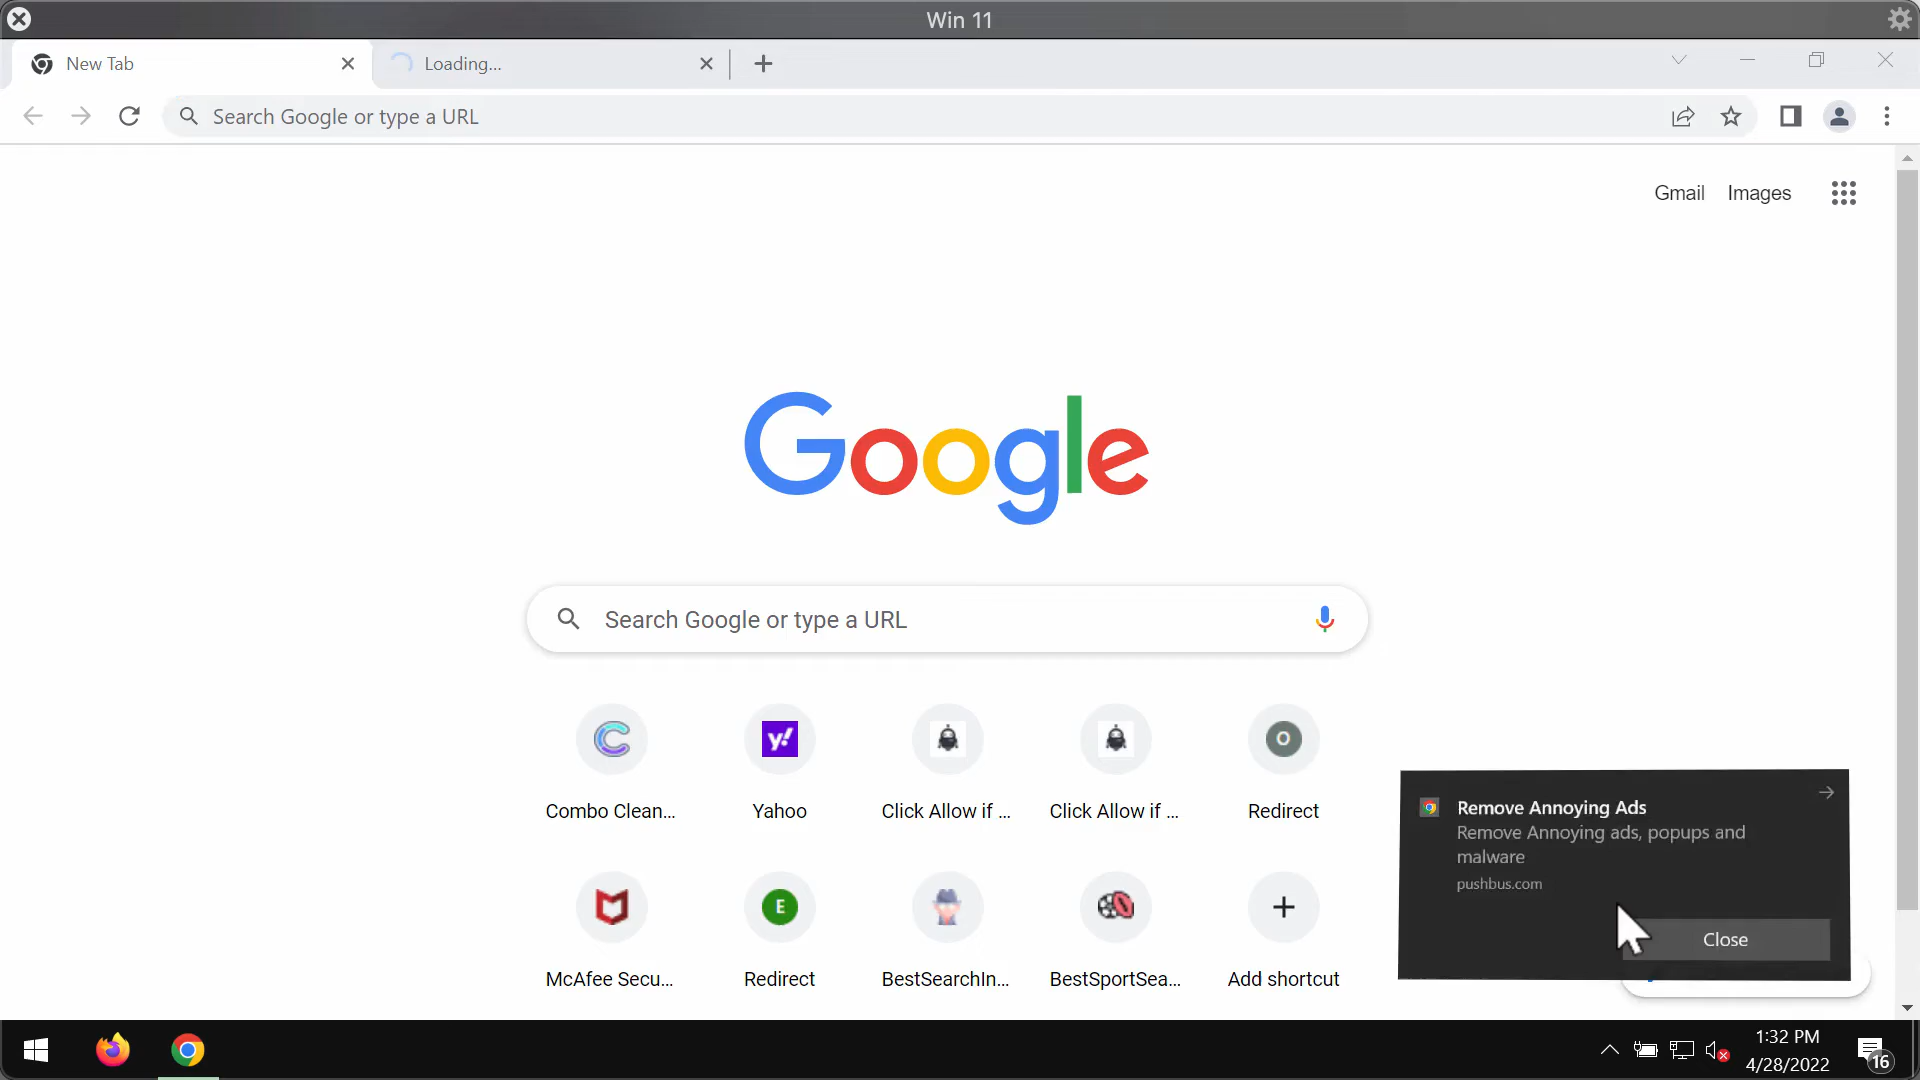 Win 11
New Tab
Loading...
Search Google or type a URL
Gmail
Images
Google
Search Google or type a URL
Combo Clean...
Yahoo
Click Allow if ...
Click Allow if ...
Redirect
McAfee Secu...
Redirect
BestSearchIn...
BestSportSea...
Add shortcut
y!
O
E
Remove Annoying Ads
Remove Annoying ads, popups and
malware
pushbus.com
Close
1:32 PM
4/28/2022
16